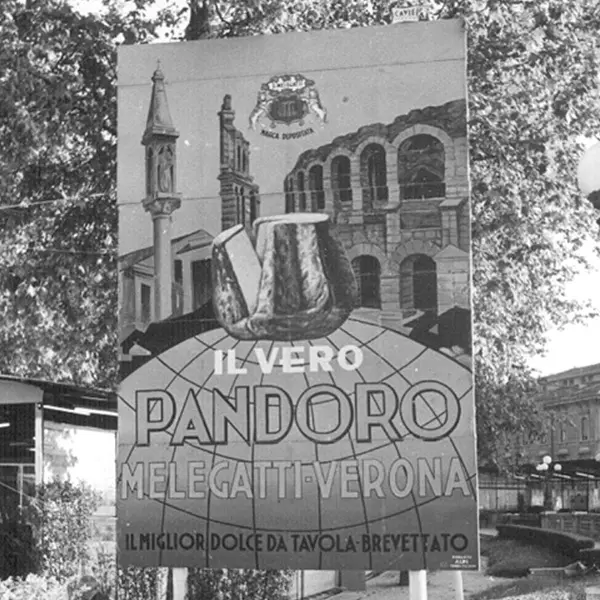 MARCA DEPOSITATA
IL VERO
PANDORO
MELEGATTI-VERONA
IL MIGLIOR DOLCE DA TAVOLA-BREVETTATO